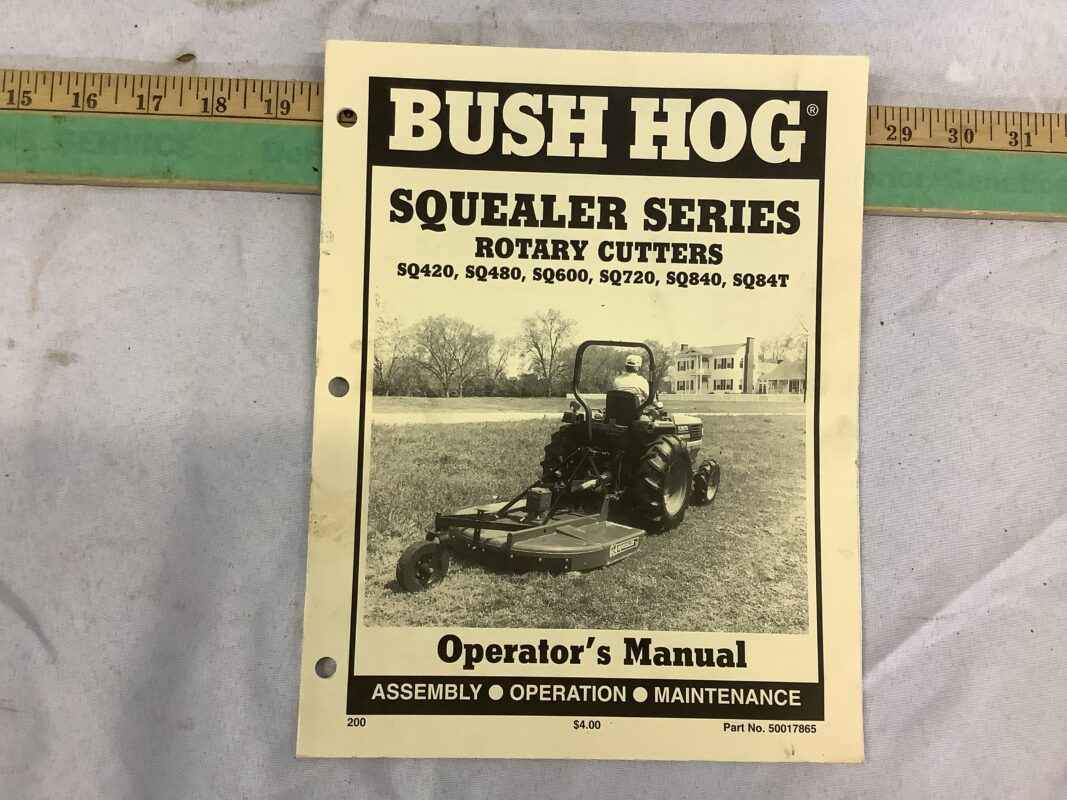 15 16 17 18 19
29 30 31
BUSH HOG®
SQUEALER SERIES
ROTARY CUTTERS
SQ420, SQ480, SQ600, SQ720, SQ840, SQ84T
Operator's Manual
ASSEMBLY ● OPERATION ● MAINTENANCE
200
$4.00
Part No. 50017865